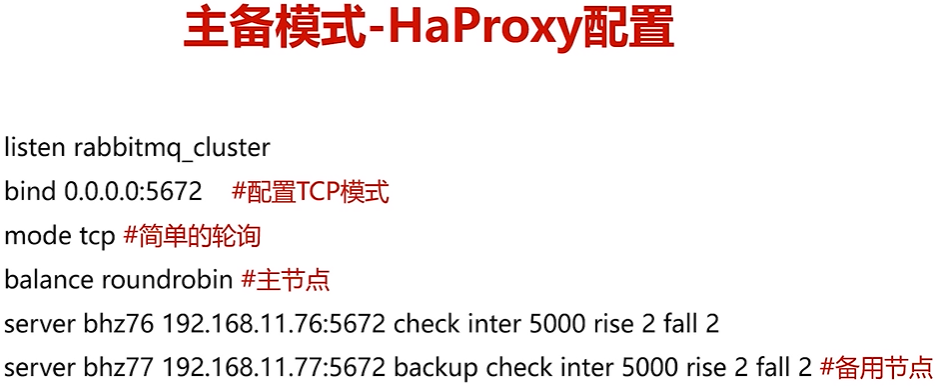 主备模式-HaProxy配置
listen rabbitmq_cluster
bind 0.0.0.0:5672 #配置TCP模式
mode tcp #简单的轮询
balance roundrobin #主节点
server bhz76 192.168.11.76:5672 check inter 5000 rise 2 fall 2
server bhz77 192.168.11.77:5672 backup check inter 5000 rise 2 fall 2 #备用节点